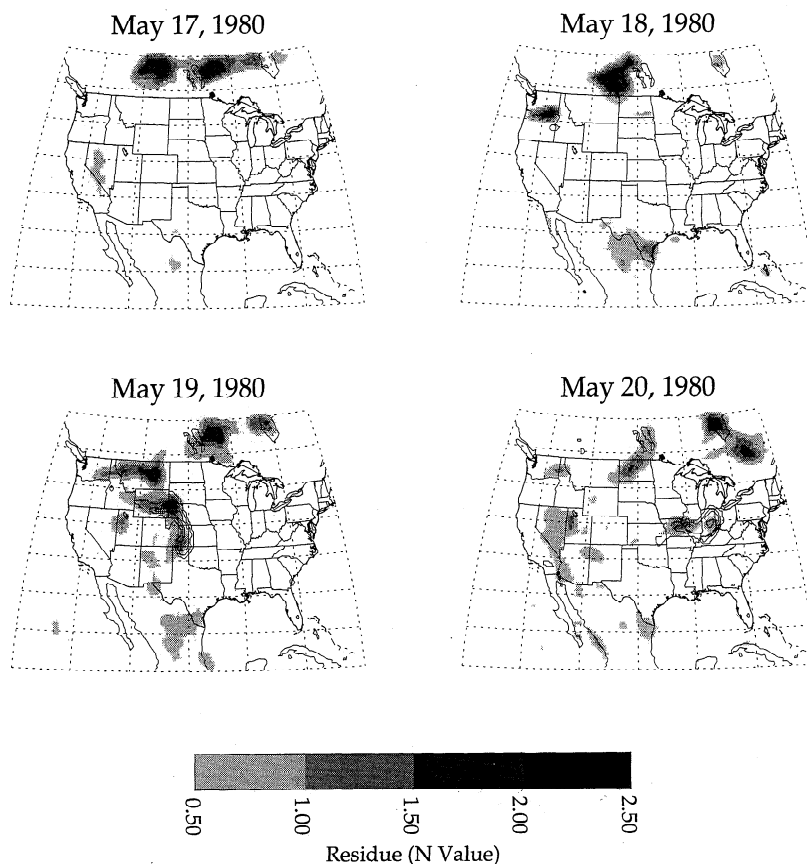 May 17, 1980
May 18, 1980
May 19, 1980
May 20, 1980
0.50
1.00
1.50
2.00
2.50
Residue (N Value)